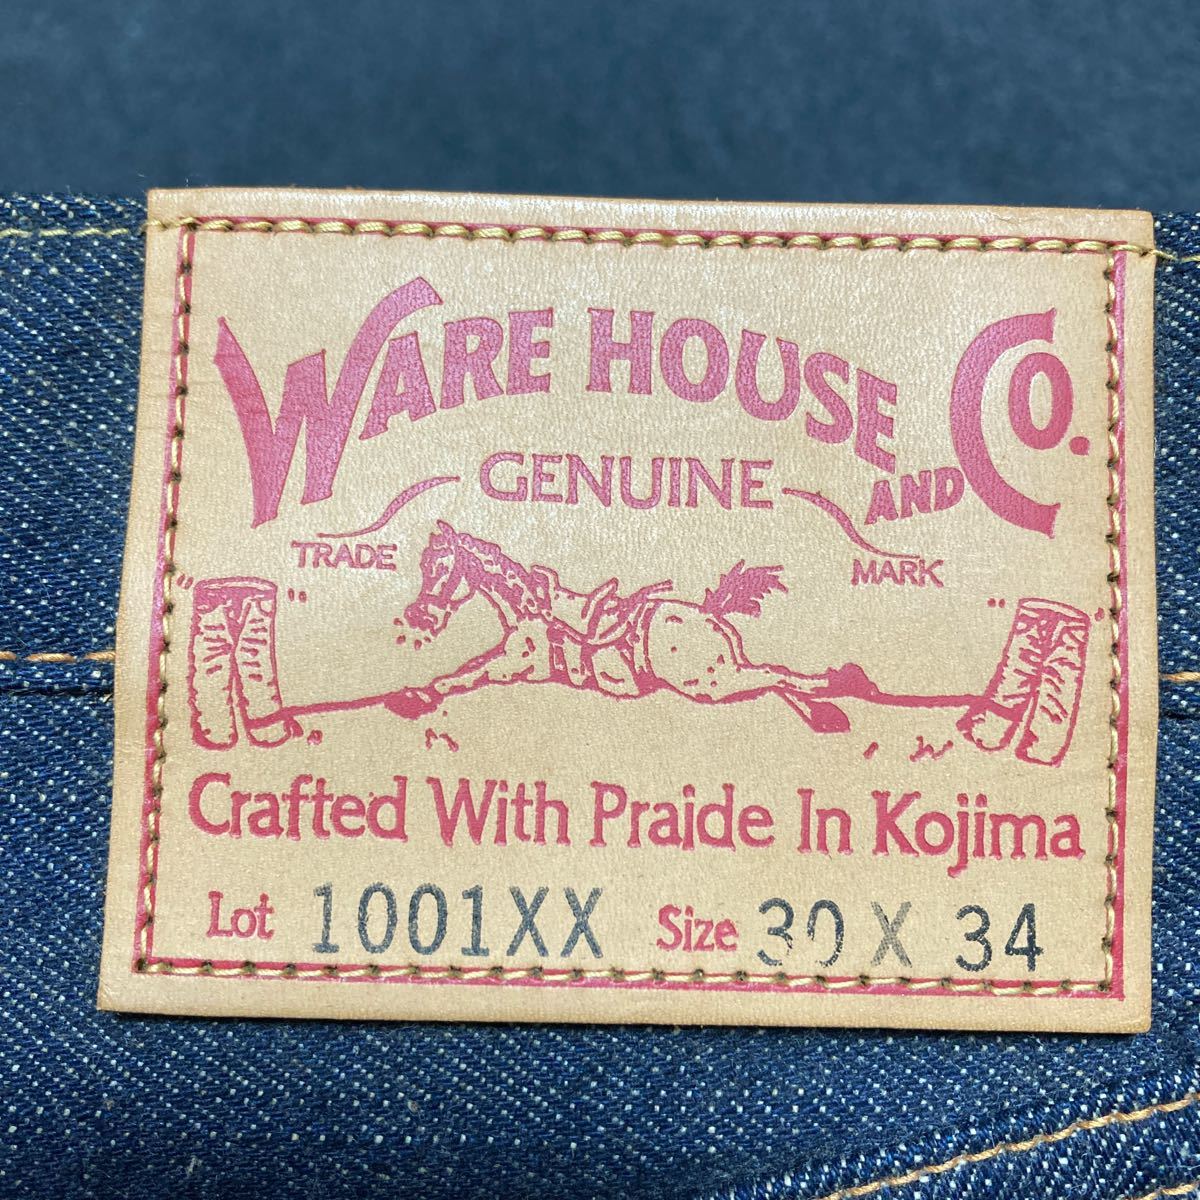 WARE HOUSE AND CO.
GENUINE
TRADE MARK
Crafted With Praide In Kojima
Lot 1001XX Size 30 X 34